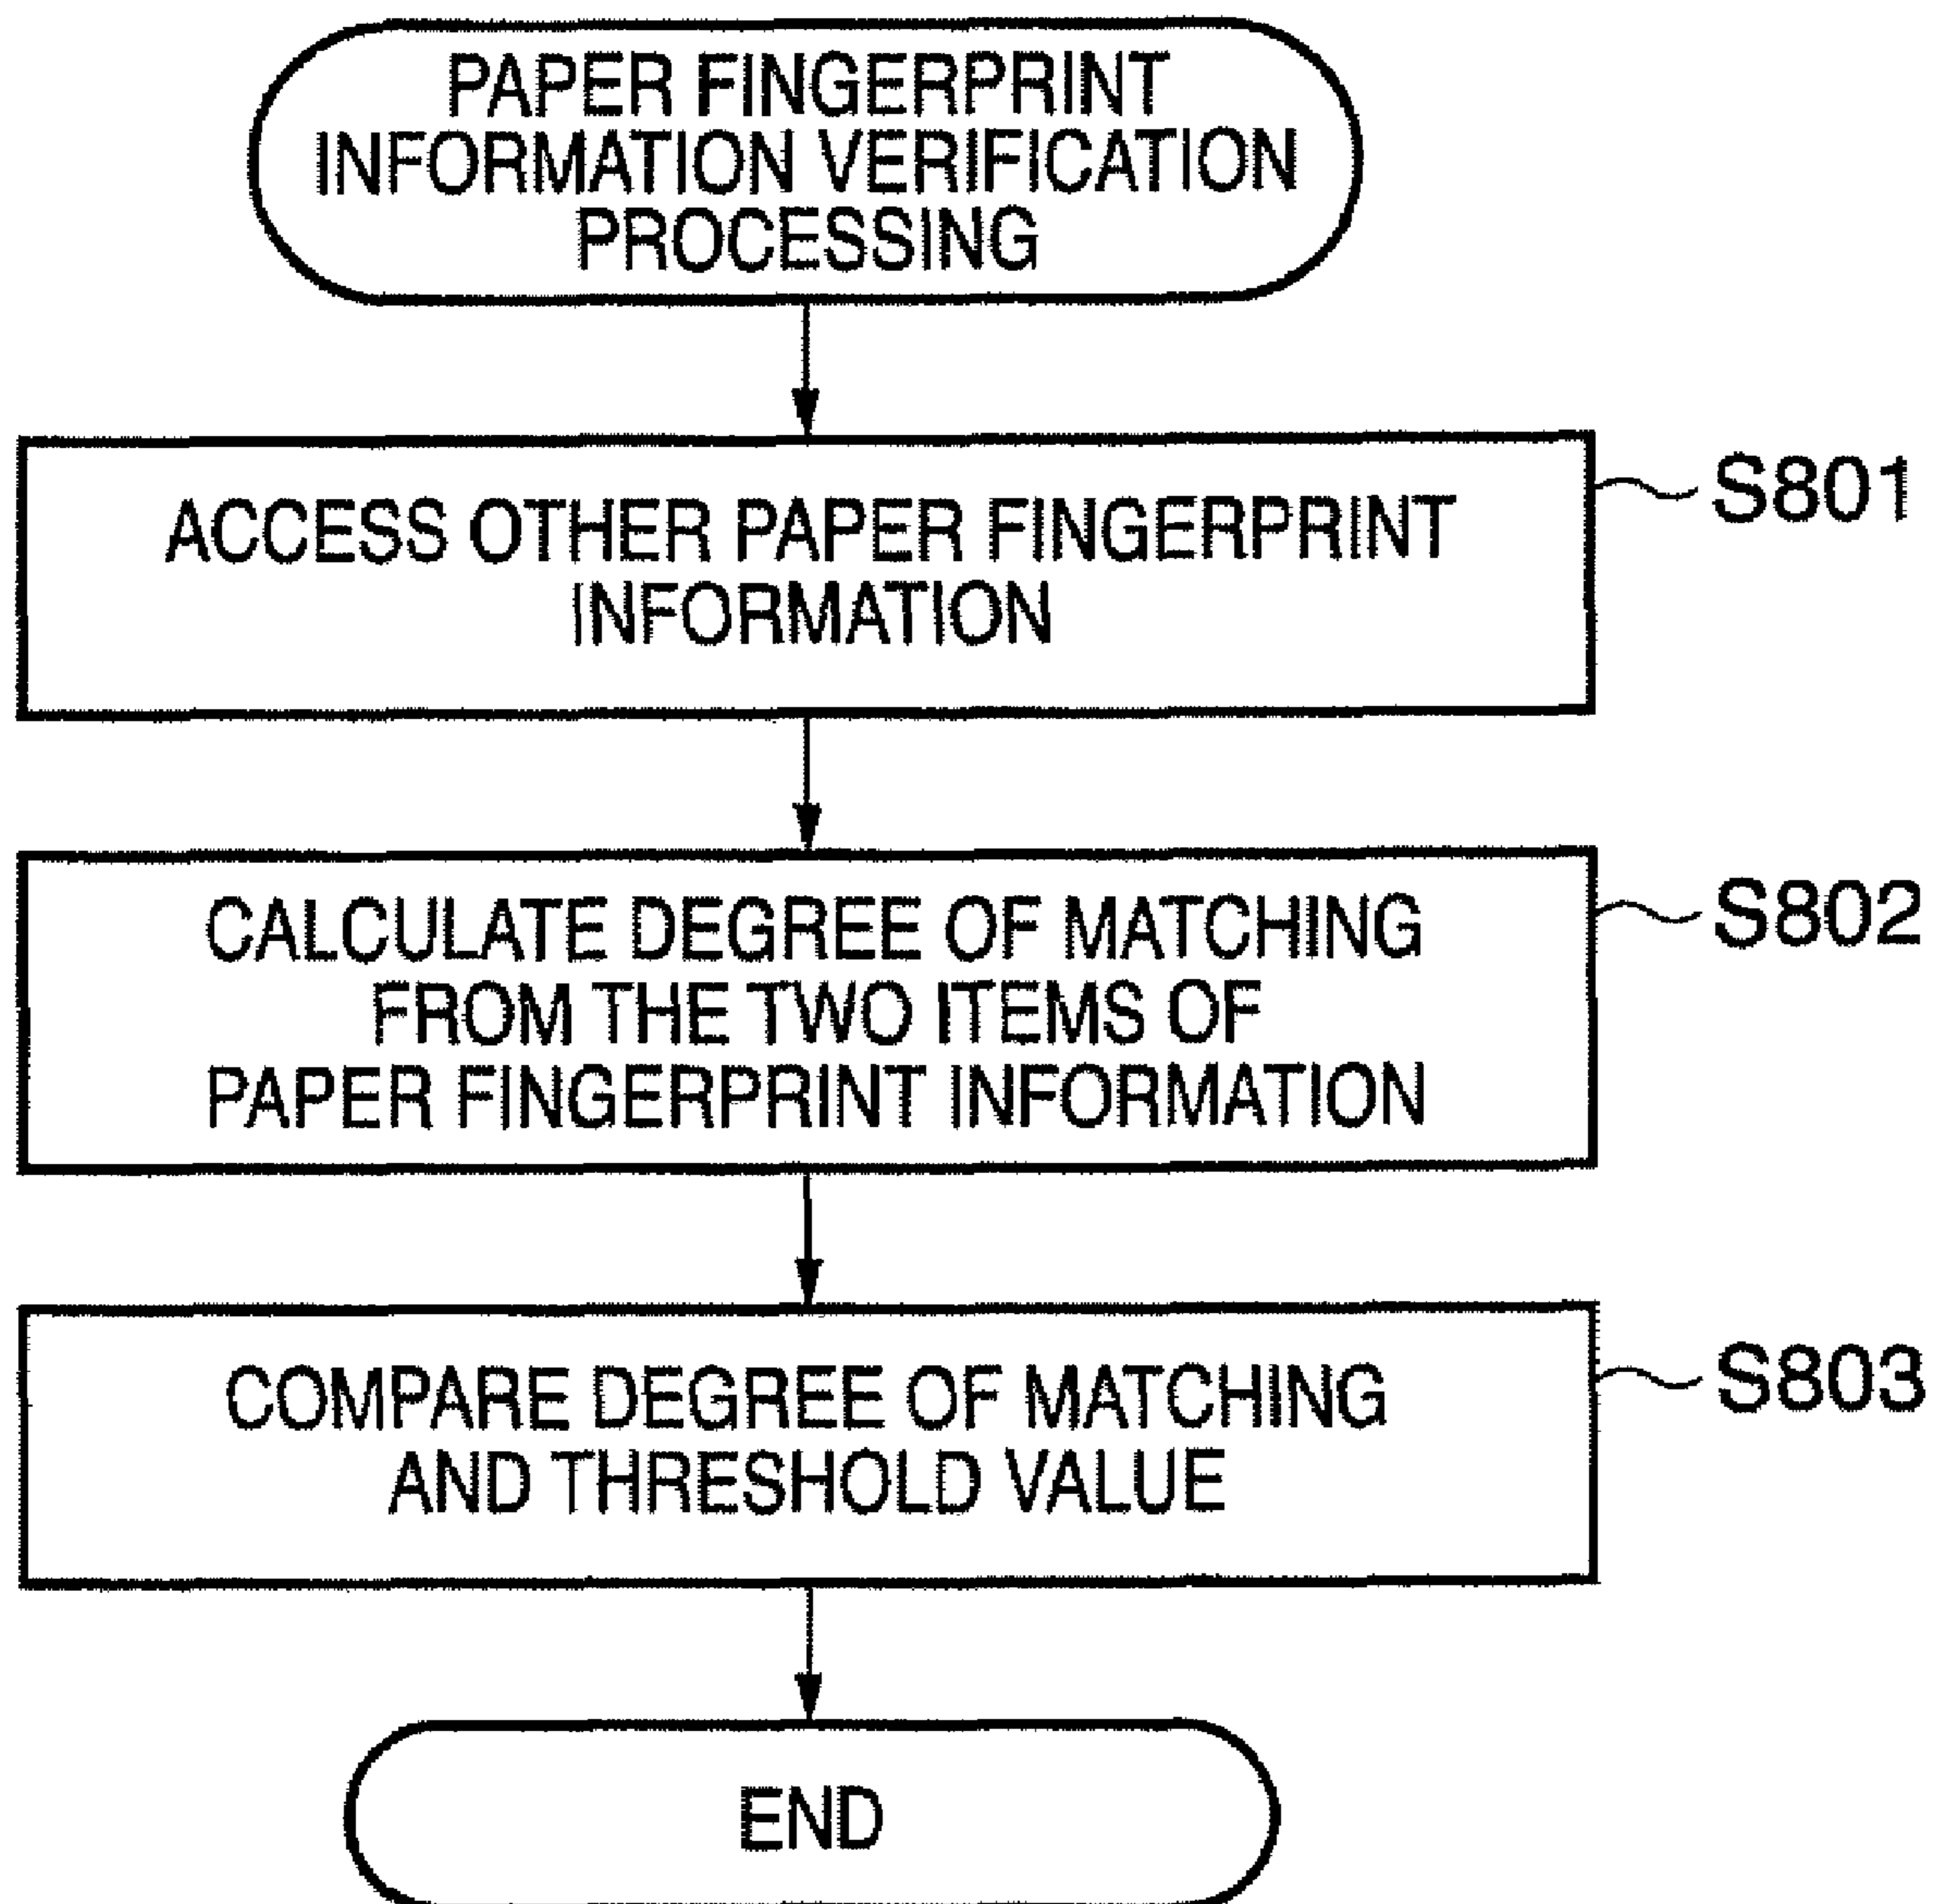 PAPER FINGERPRINT
INFORMATION VERIFICATION
PROCESSING
ACCESS OTHER PAPER FINGERPRINT
INFORMATION
S801
CALCULATE DEGREE OF MATCHING
FROM THE TWO ITEMS OF
PAPER FINGERPRINT INFORMATION
S802
COMPARE DEGREE OF MATCHING
AND THRESHOLD VALUE
S803
END